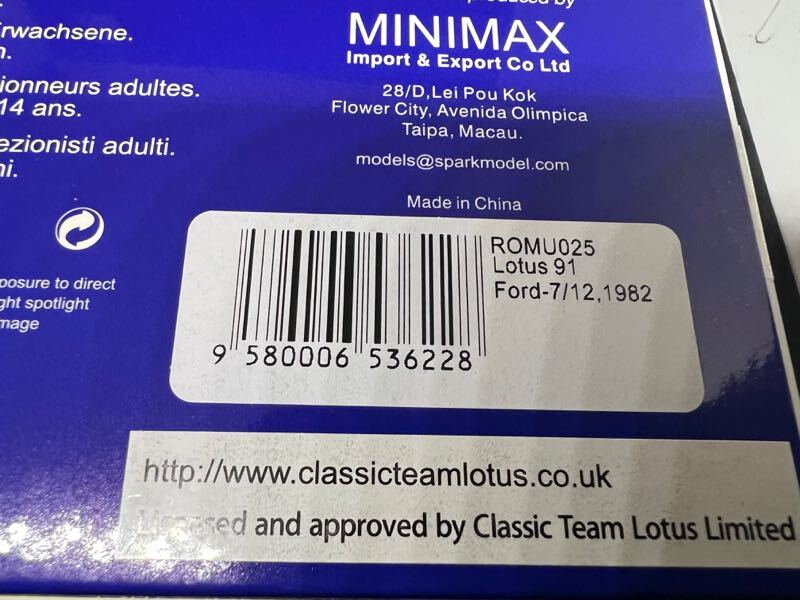 rwachsene.
n.
ionneurs adultes.
14 ans.
ezionisti adulti.
ni.
posure to direct
ght spotlight
mage
produced by
MINIMAX
Import & Export Co Ltd
28/D,Lei Pou Kok
Flower City, Avenida Olimpica
Taipa, Macau.
models@sparkmodel.com
Made in China
ROMU025
Lotus 91
Ford-7/12,1982
9 580006 536228
http://www.classicteamlotus.co.uk
Licensed and approved by Classic Team Lotus Limited